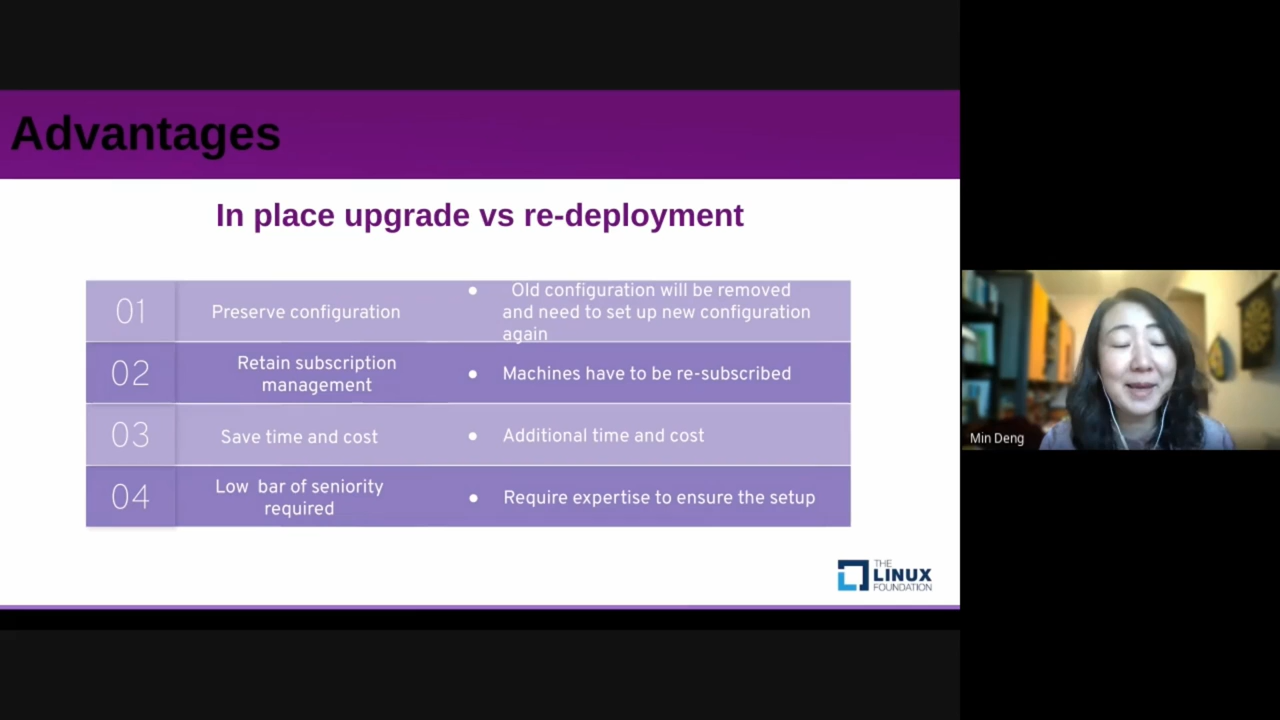 Advantages
In place upgrade vs re-deployment
01
Preserve configuration
● Old configuration will be removed
and need to set up new configuration
again
02
Retain subscription
management
● Machines have to be re-subscribed
03
Save time and cost
● Additional time and cost
04
Low bar of seniority
required
● Require expertise to ensure the setup
THE
LINUX
FOUNDATION
Min Deng